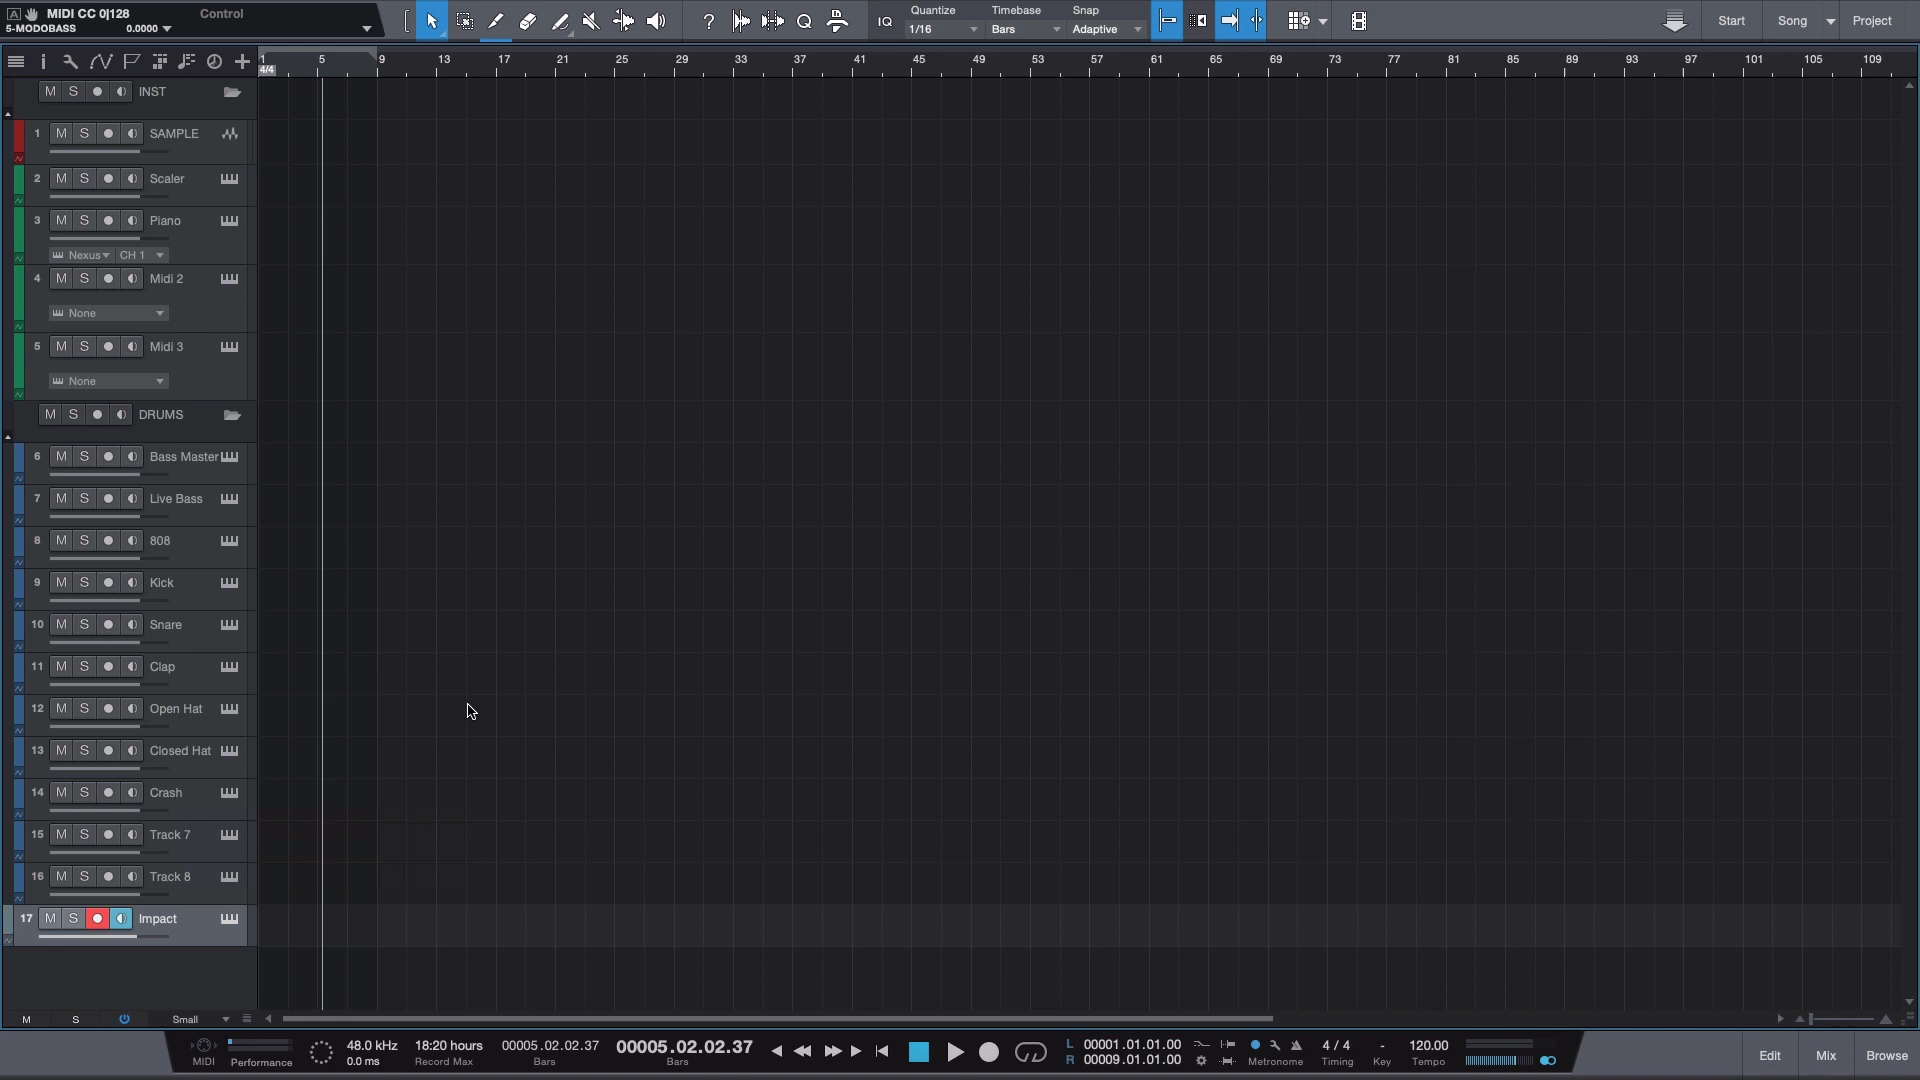 MIDI CC 0|128
Control
5-MODOBASS
0.0000
IQ
Quantize
1/16
Timebase
Bars
Snap
Adaptive
Start
Song
Project
1 5 9 13 17 21 25 29 33 37 41 45 49 53 57 61 65 69 73 77 81 85 89 93 97 101 105 109
4/4
M S INST
1 M S SAMPLE
2 M S Scaler
3 M S Piano
Nexus CH 1
4 M S Midi 2
None
5 M S Midi 3
None
M S DRUMS
6 M S Bass Master
7 M S Live Bass
8 M S 808
9 M S Kick
10 M S Snare
11 M S Clap
12 M S Open Hat
13 M S Closed Hat
14 M S Crash
15 M S Track 7
16 M S Track 8
17 M S Impact
M S Small
MIDI
Performance
48.0 kHz
0.0 ms
18:20 hours
Record Max
00005.02.02.37
Bars
00005.02.02.37
Bars
L 00001.01.01.00
R 00009.01.01.00
Metronome
4 / 4
Timing
-
Key
120.00
Tempo
Edit
Mix
Browse